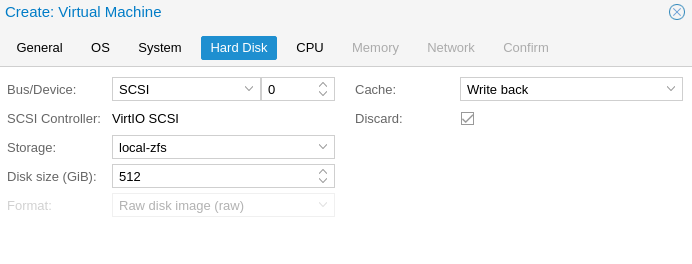 Create: Virtual Machine
General OS System Hard Disk CPU Memory Network Confirm
Bus/Device: SCSI 0 Cache: Write back
SCSI Controller: VirtIO SCSI Discard:
Storage: local-zfs
Disk size (GiB): 512
Format: Raw disk image (raw)